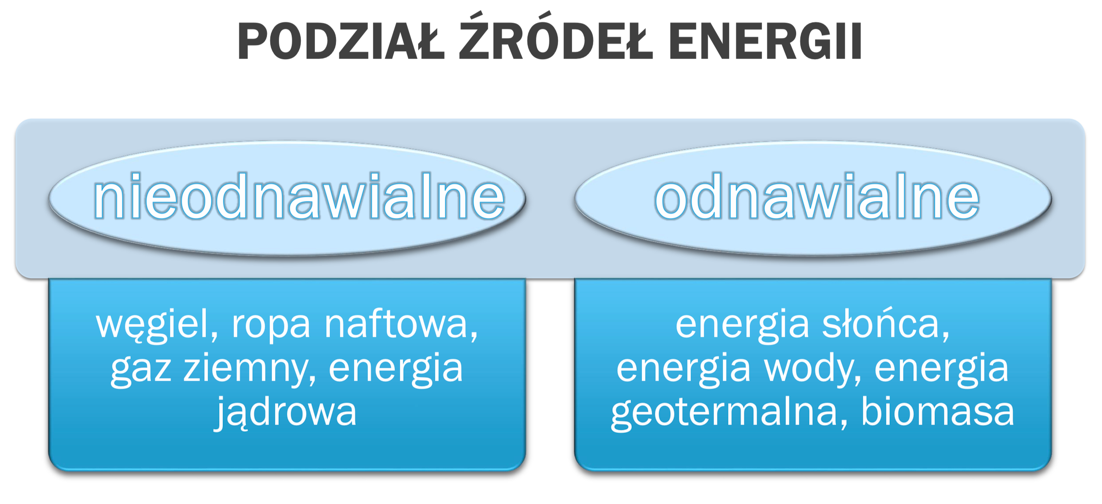 PODZIAŁ ŹRÓDEŁ ENERGII
nieodnawialne
odnawialne
węgiel, ropa naftowa,
gaz ziemny, energia
jądrowa
energia słońca,
energia wody, energia
geotermalna, biomasa